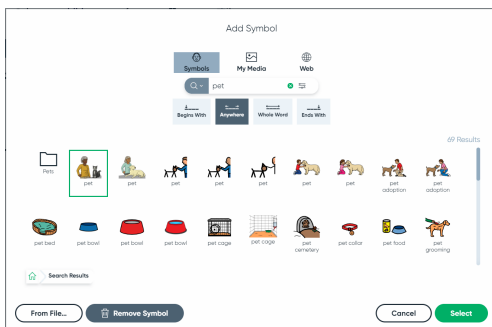 Add Symbol
Symbols
My Media
Web
pet
Begins With
Anywhere
Whole Word
Ends With
69 Results
Pets
pet
pet
pet
pet
pet
pet
pet
pet
adoption
pet
adoption
pet bed
pet bowl
pet bowl
pet bowl
pet cage
pet cage
pet
cemetery
pet collar
pet food
pet
grooming
Search Results
From File...
Remove Symbol
Cancel
Select